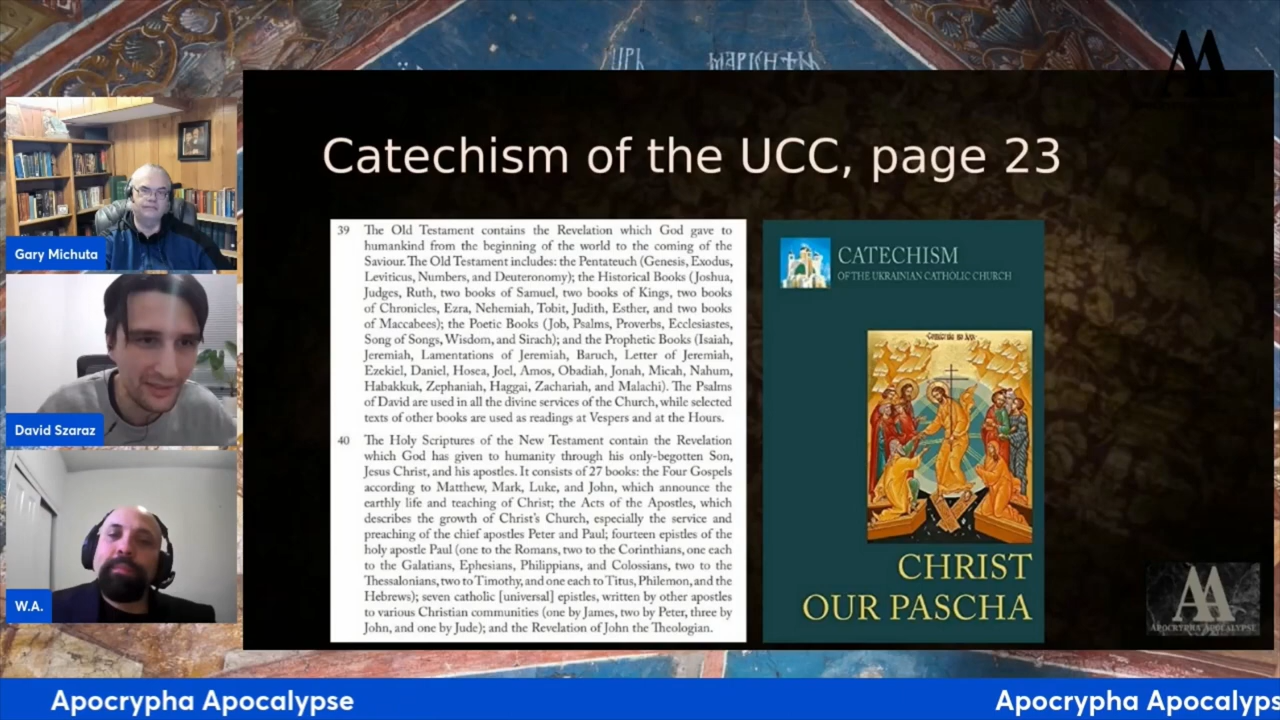 Catechism of the UCC, page 23
39 The Old Testament contains the Revelation which God gave to
humankind from the beginning of the world to the coming of the
Saviour. The Old Testament includes: the Pentateuch (Genesis, Exodus,
Leviticus, Numbers, and Deuteronomy); the Historical Books (Joshua,
Judges, Ruth, two books of Samuel, two books of Kings, two books
of Chronicles, Ezra, Nehemiah, Tobit, Judith, Esther, and two books
of Maccabees); the Poetic Books (Job, Psalms, Proverbs, Ecclesiastes,
Song of Songs, Wisdom, and Sirach); and the Prophetic Books (Isaiah,
Jeremiah, Lamentations of Jeremiah, Baruch, Letter of Jeremiah,
Ezekiel, Daniel, Hosea, Joel, Amos, Obadiah, Jonah, Micah, Nahum,
Habakkuk, Zephaniah, Haggai, Zachariah, and Malachi). The Psalms
of David are used in all the divine services of the Church, while selected
texts of other books are used as readings at Vespers and at the Hours.
40 The Holy Scriptures of the New Testament contain the Revelation
which God has given to humanity through his only-begotten Son,
Jesus Christ, and his apostles. It consists of 27 books: the Four Gospels
according to Matthew, Mark, Luke, and John, which announce the
earthly life and teaching of Christ; the Acts of the Apostles, which
describes the growth of Christ's Church, especially the service and
preaching of the chief apostles Peter and Paul; fourteen epistles of the
holy apostle Paul (one to the Romans, two to the Corinthians, one each
to the Galatians, Ephesians, Philippians, and Colossians, two to the
Thessalonians, two to Timothy, and one each to Titus, Philemon, and the
Hebrews); seven catholic [universal] epistles, written by other apostles
to various Christian communities (one by James, two by Peter, three by
John, and one by Jude); and the Revelation of John the Theologian.
CATECHISM
OF THE UKRAINIAN CATHOLIC CHURCH
CHRIST
OUR PASCHA
AA
APOCRYPHA APOCALYPSE
Gary Michuta
David Szaraz
W.A.
Apocrypha Apocalypse
Apocrypha Apocalyps